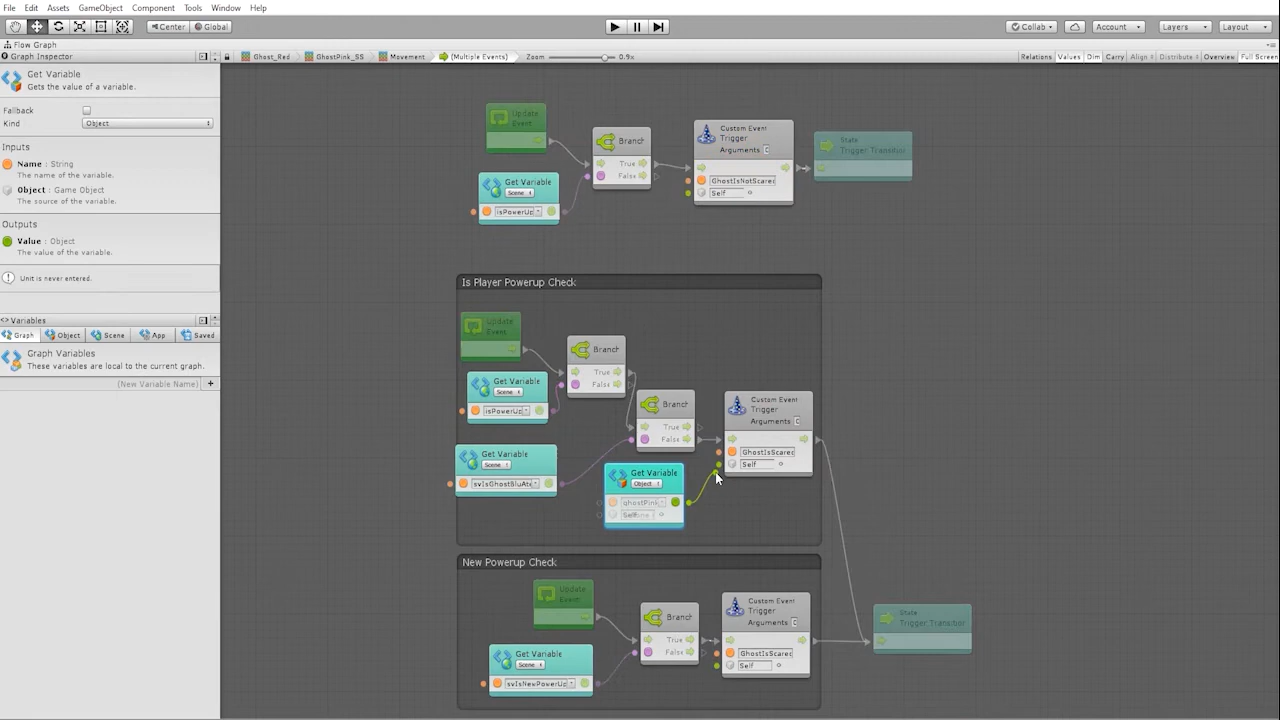 File Edit Assets GameObject Component Tools Window Help
Center Global Collab Account Layers Layout
Flow Graph
Graph Inspector Ghost_Red GhostPink_SS Movement (Multiple Events) Zoom 0.9x Relations Values Dim Carry Align Distribute Overview Full Screen
Get Variable
Gets the value of a variable.
Fallback
Kind Object
Inputs
Name : String
The name of the variable.
Object : Game Object
The source of the variable.
Outputs
Value : Object
The value of the variable.
Unit is never entered.
Variables
Graph Object Scene App Saved
Graph Variables
These variables are local to the current graph.
(New Variable Name) +
Update
Event
Branch
True
False
Get Variable
Scene
isPowerUp
Custom Event
Trigger
Arguments
GhostIsNotScared
Self
State
Trigger Transition
Is Player Powerup Check
Update
Event
Branch
True
False
Get Variable
Scene
isPowerUp
Branch
True
False
Get Variable
Scene
svIsGhostBluAte
Get Variable
Object
ghostPink
Self
Custom Event
Trigger
Arguments
GhostIsScared
Self
New Powerup Check
Update
Event
Branch
True
False
Get Variable
Scene
svIsNewPowerUp
Custom Event
Trigger
Arguments
GhostIsScared
Self
State
Trigger Transition